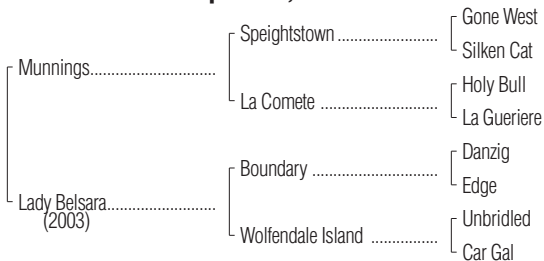 Gone West
Speightstown ....................
Silken Cat
Munnings.........................
Holy Bull
La Comete .......................
La Gueriere
Danzig
Boundary .........................
Edge
Lady Belsara.....................
(2003)
Unbridled
Wolfendale Island ...............
Car Gal